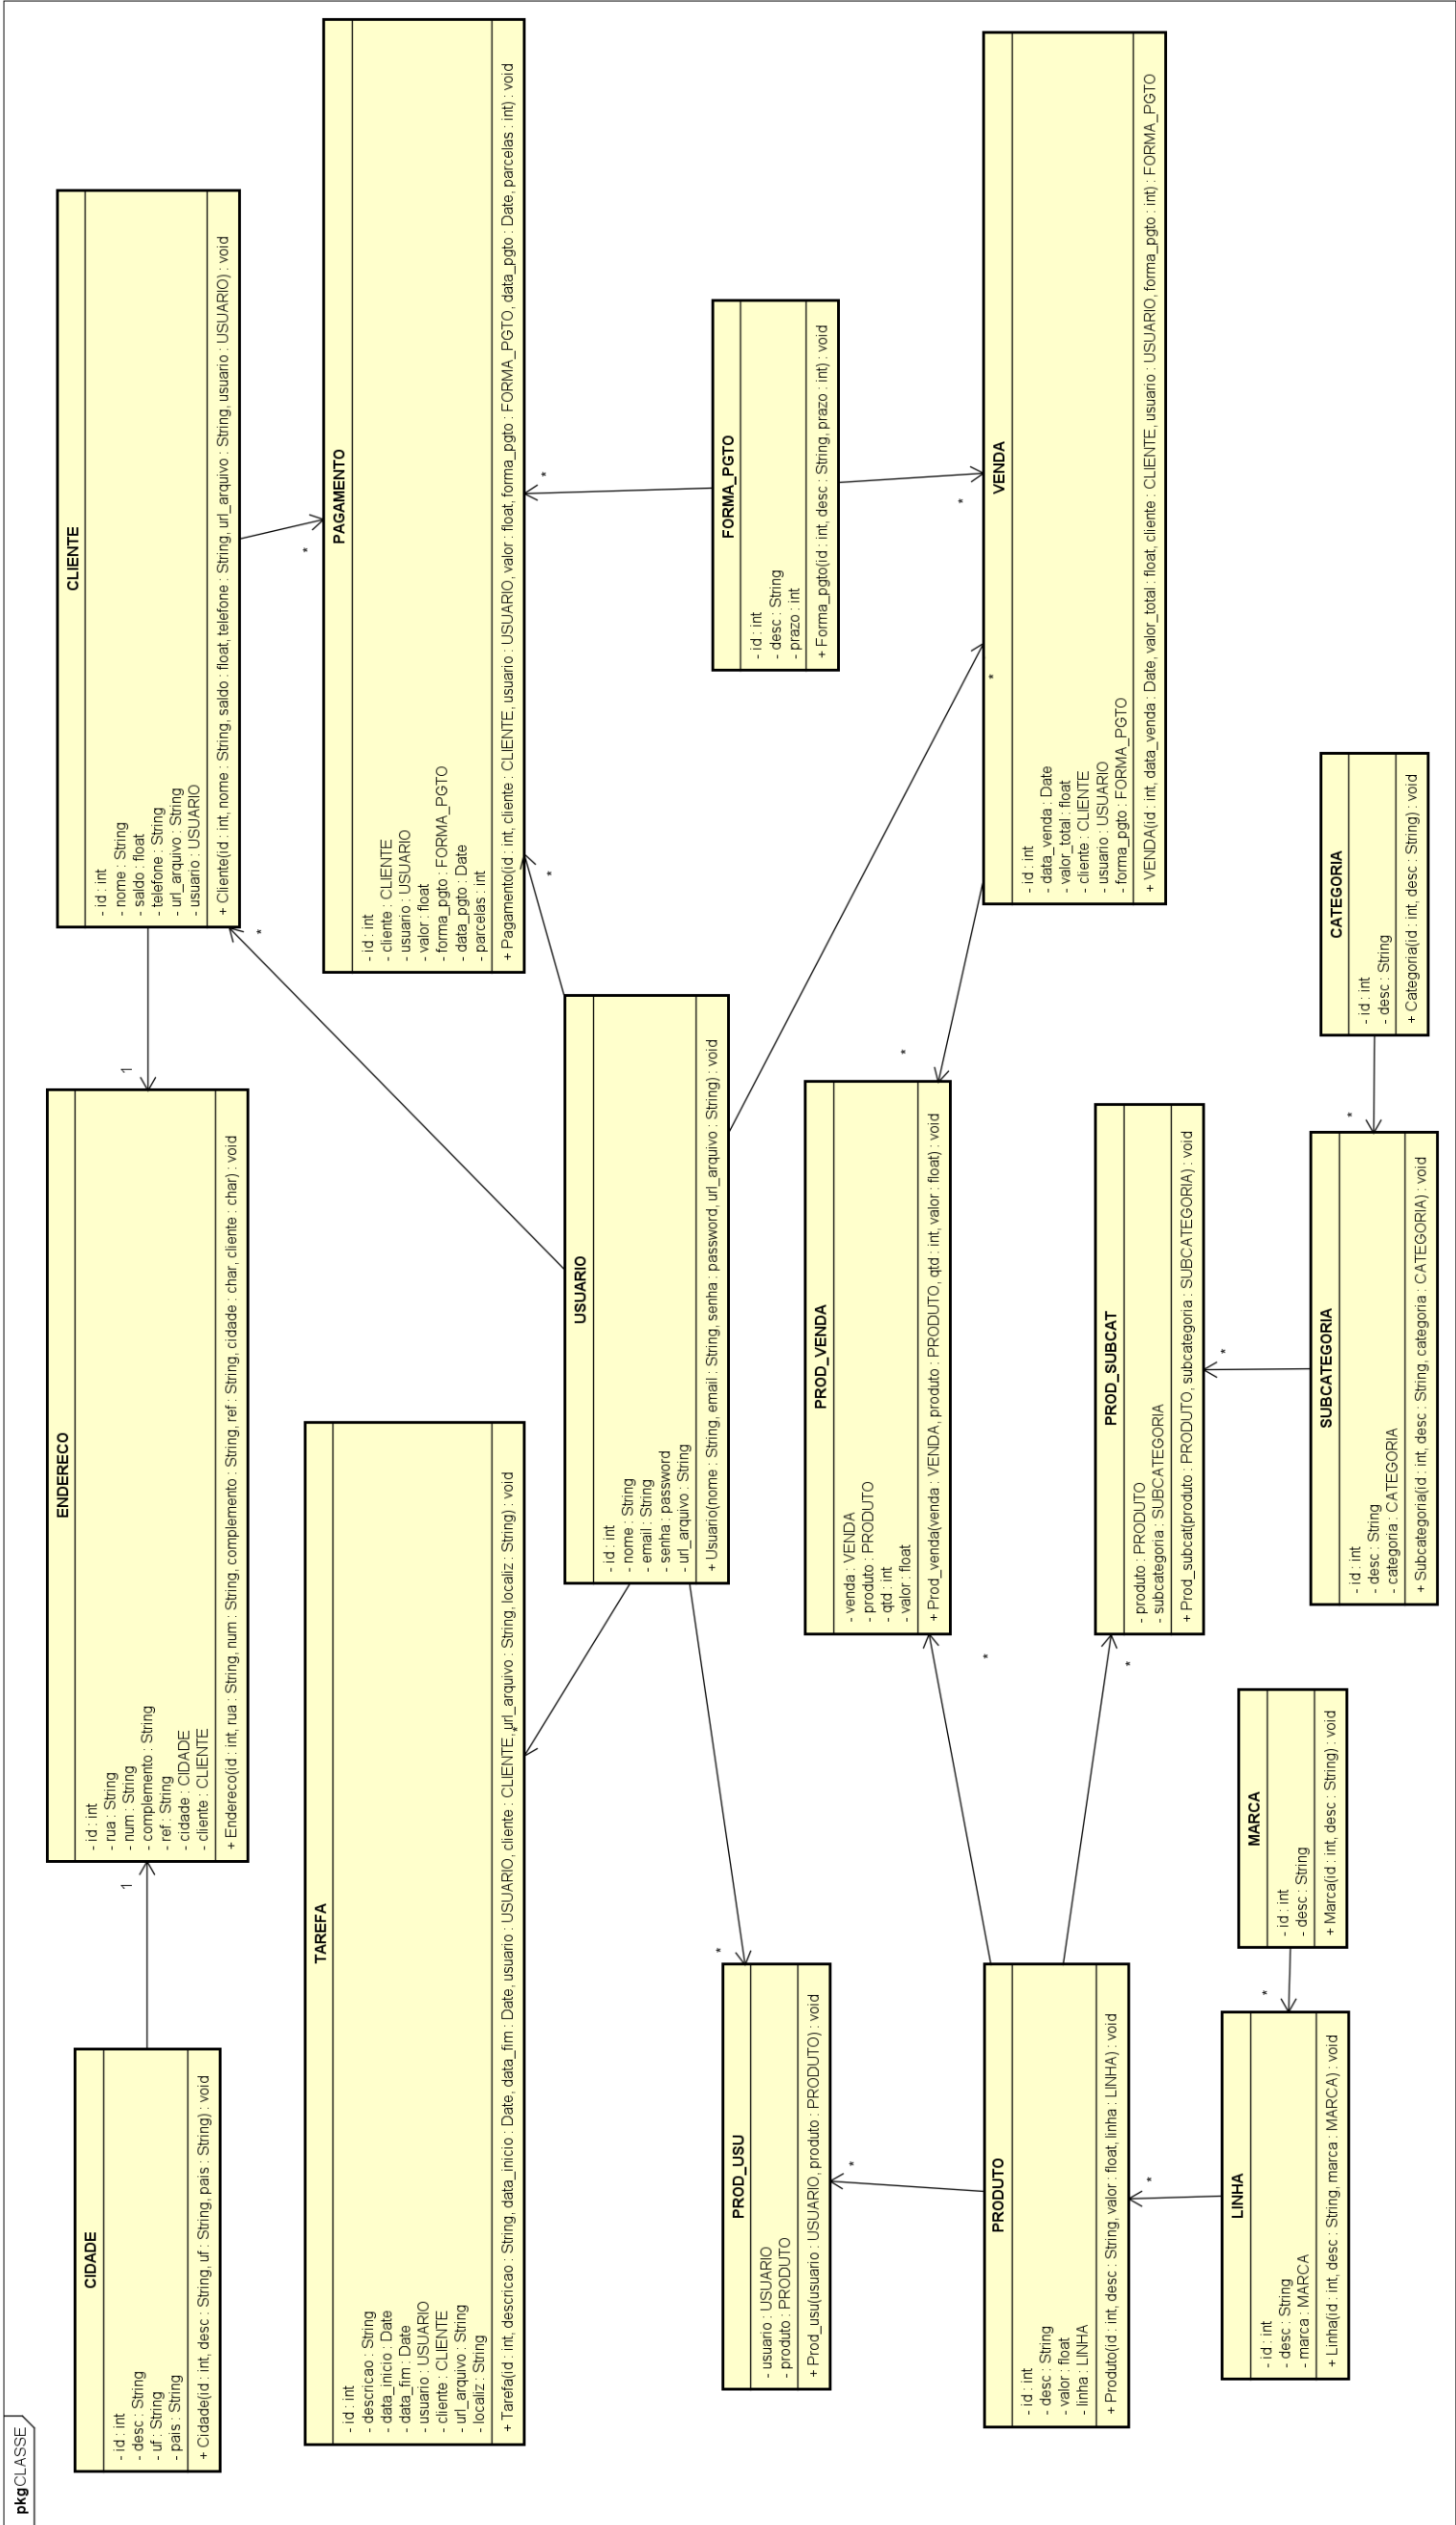 pkg CLASSE
CIDADE
- id : int
- desc : String
- uf : String
- pais : String
+ Cidade(id : int, desc : String, uf : String, pais : String) : void
1
ENDERECO
- id : int
- rua : String
- num : String
- complemento : String
- ref : String
- cidade : CIDADE
- cliente : CLIENTE
+ Endereco(id : int, rua : String, num : String, complemento : String, ref : String, cidade : char, cliente : char) : void
1
CLIENTE
- id : int
- nome : String
- saldo : float
- telefone : String
- url_arquivo : String
- usuario : USUARIO
+ Cliente(id : int, nome : String, saldo : float, telefone : String, url_arquivo : String, usuario : USUARIO) : void
*
*
TAREFA
- id : int
- descricao : String
- data_inicio : Date
- data_fim : Date
- usuario : USUARIO
- cliente : CLIENTE
- url_arquivo : String
- localiz : String
+ Tarefa(id : int, descricao : String, data_inicio : Date, data_fim : Date, usuario : USUARIO, cliente : CLIENTE, url_arquivo : String, localiz : String) : void
*
PAGAMENTO
- id : int
- cliente : CLIENTE
- usuario : USUARIO
- valor : float
- forma_pgto : FORMA_PGTO
- data_pgto : Date
- parcelas : int
+ Pagamento(id : int, cliente : CLIENTE, usuario : USUARIO, valor : float, forma_pgto : FORMA_PGTO, data_pgto : Date, parcelas : int) : void
*
*
USUARIO
- id : int
- nome : String
- email : String
- senha : password
- url_arquivo : String
+ Usuario(nome : String, email : String, senha : password, url_arquivo : String) : void
*
PROD_USU
- usuario : USUARIO
- produto : PRODUTO
+ Prod_usu(usuario : USUARIO, produto : PRODUTO) : void
*
FORMA_PGTO
- id : int
- desc : String
- prazo : int
+ Forma_pgto(id : int, desc : String, prazo : int) : void
PROD_VENDA
- venda : VENDA
- produto : PRODUTO
- qtd : int
- valor : float
+ Prod_venda(venda : VENDA, produto : PRODUTO, qtd : int, valor : float) : void
*
*
*
*
VENDA
- id : int
- data_venda : Date
- valor_total : float
- cliente : CLIENTE
- usuario : USUARIO
- forma_pgto : FORMA_PGTO
+ VENDA(id : int, data_venda : Date, valor_total : float, cliente : CLIENTE, usuario : USUARIO, forma_pgto : int) : FORMA_PGTO
PRODUTO
- id : int
- desc : String
- valor : float
- linha : LINHA
+ Produto(id : int, desc : String, valor : float, linha : LINHA) : void
*
PROD_SUBCAT
- produto : PRODUTO
- subcategoria : SUBCATEGORIA
+ Prod_subcat(produto : PRODUTO, subcategoria : SUBCATEGORIA) : void
*
*
LINHA
- id : int
- desc : String
- marca : MARCA
+ Linha(id : int, desc : String, marca : MARCA) : void
*
MARCA
- id : int
- desc : String
+ Marca(id : int, desc : String) : void
SUBCATEGORIA
- id : int
- desc : String
- categoria : CATEGORIA
+ Subcategoria(id : int, desc : String, categoria : CATEGORIA) : void
*
CATEGORIA
- id : int
- desc : String
+ Categoria(id : int, desc : String) : void